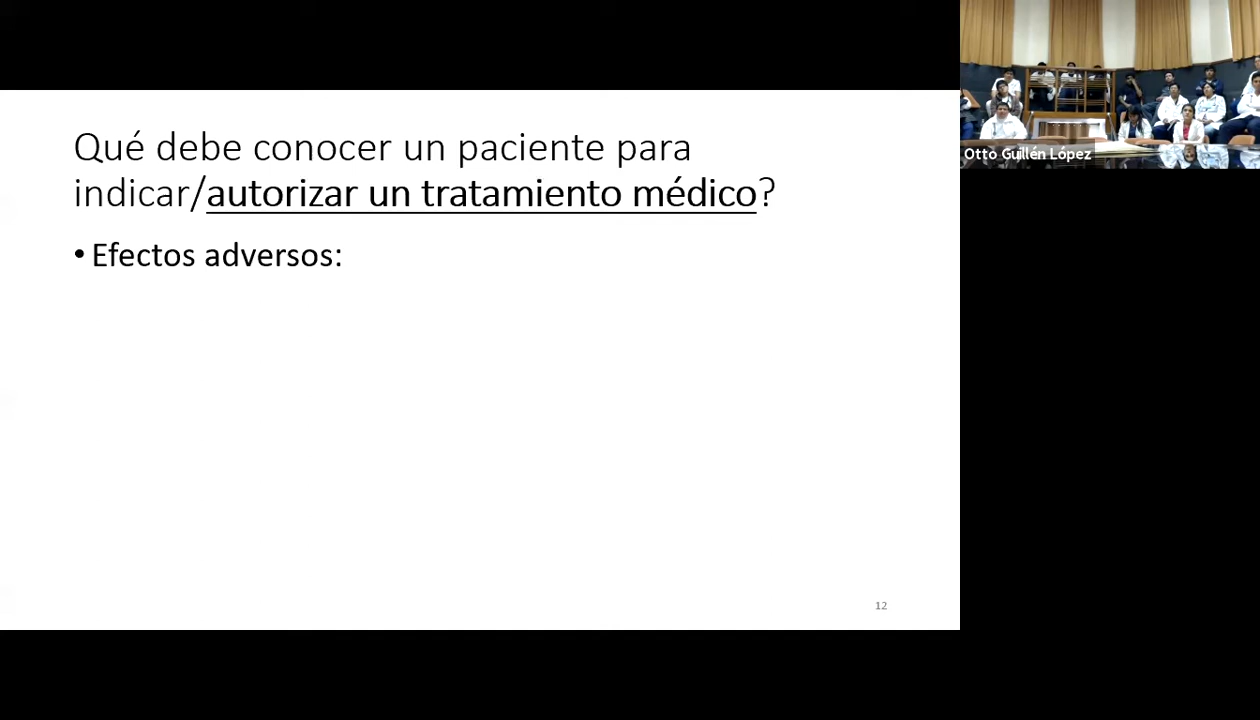 Qué debe conocer un paciente para
indicar/autorizar un tratamiento médico?
• Efectos adversos:
12
Otto Guillén López